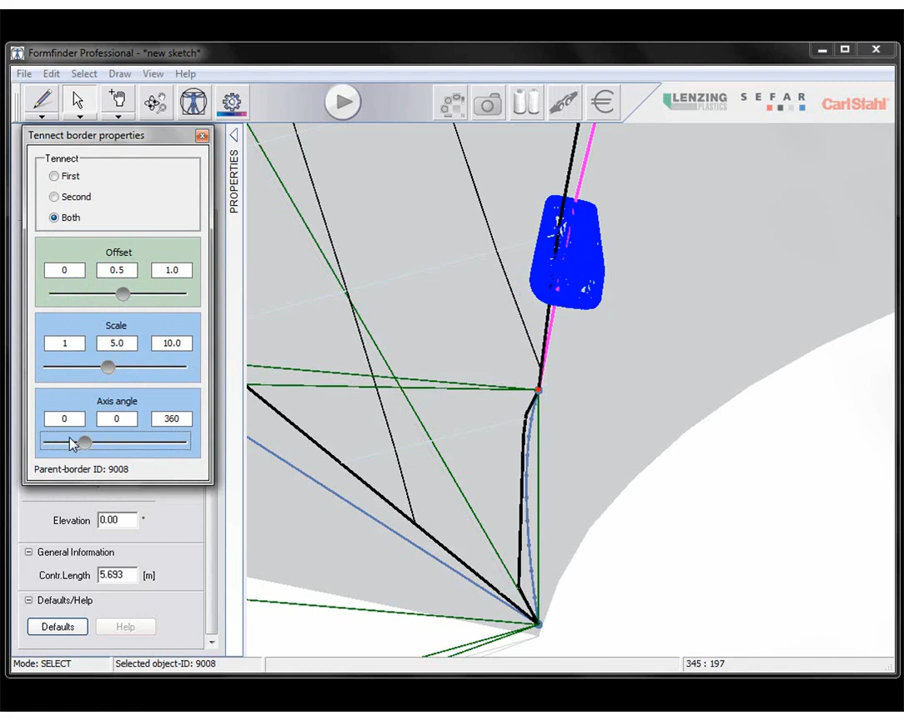 Formfinder Professional - *new sketch*
File Edit Select Draw View Help
LENZING PLASTICS SEFAR Carl Stahl
Tennect border properties
Tennect
First
Second
Both
Offset
0 0.5 1.0
Scale
1 5.0 10.0
Axis angle
0 0 360
Parent-border ID: 9008
PROPERTIES
Elevation 0.00 °
General Information
Contr.Length 5.693 [m]
Defaults/Help
Defaults Help
Mode: SELECT Selected object-ID: 9008 345 : 197